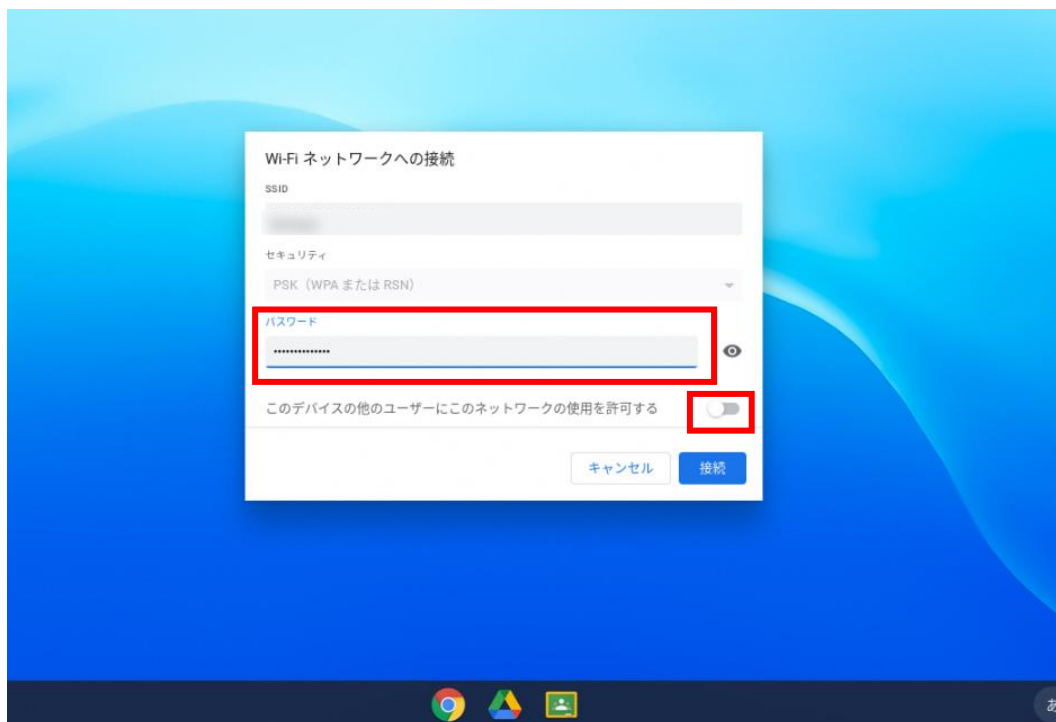 Wi-Fi ネットワークへの接続
SSID
セキュリティ
PSK（WPA または RSN）
パスワード
••••••••••••••
このデバイスの他のユーザーにこのネットワークの使用を許可する
キャンセル
接続
あ